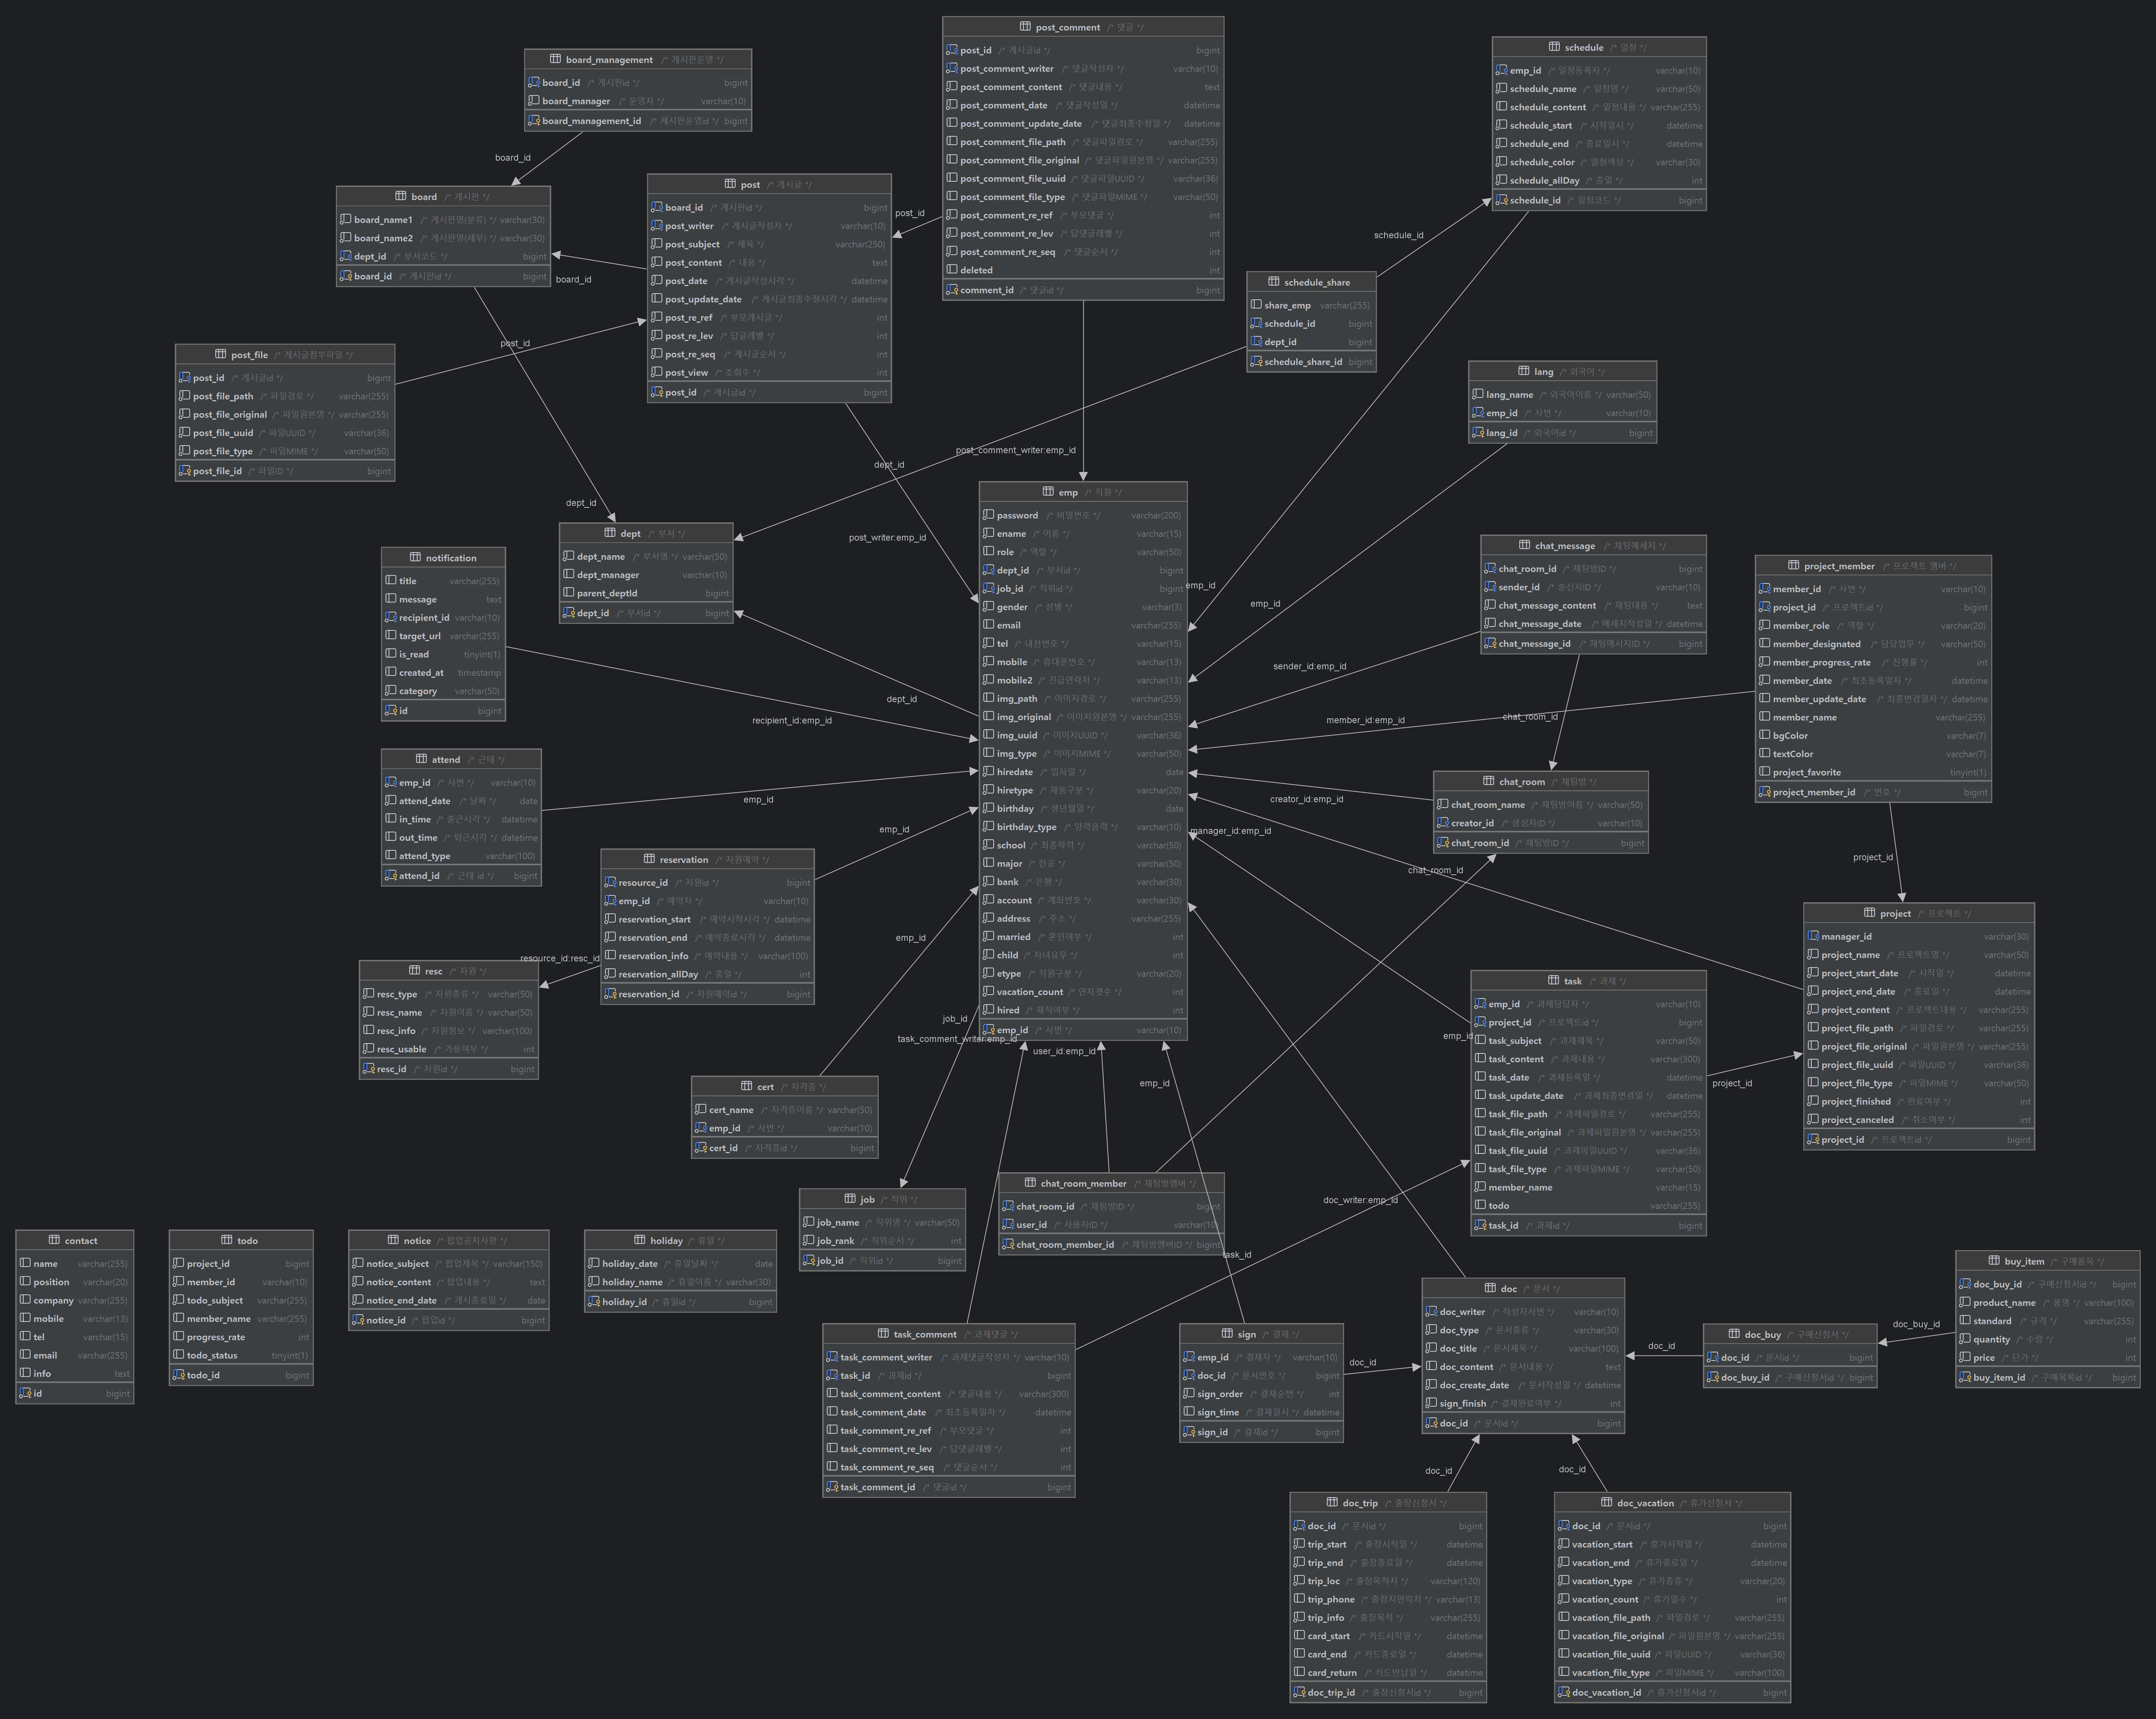 post_comment /* 댓글 */
post_id /* 게시글id */ bigint
post_comment_writer /* 댓글작성자 */ varchar(10)
post_comment_content /* 댓글내용 */ text
post_comment_date /* 댓글작성일 */ datetime
post_comment_update_date /* 댓글최종수정일 */ datetime
post_comment_file_path /* 댓글파일경로 */ varchar(255)
post_comment_file_original /* 댓글파일원본명 */ varchar(255)
post_comment_file_uuid /* 댓글파일UUID */ varchar(36)
post_comment_file_type /* 댓글파일MIME */ varchar(50)
post_comment_re_ref /* 부모댓글 */ int
post_comment_re_lev /* 답댓글레벨 */ int
post_comment_re_seq /* 댓글순서 */ int
deleted int
comment_id /* 댓글id */ bigint
board_management /* 게시판운영 */
board_id /* 게시판id */ bigint
board_manager /* 운영자 */ varchar(10)
board_management_id /* 게시판운영id */ bigint
board_id
schedule /* 일정 */
emp_id /* 일정등록자 */ varchar(10)
schedule_name /* 일정명 */ varchar(50)
schedule_content /* 일정내용 */ varchar(255)
schedule_start /* 시작일시 */ datetime
schedule_end /* 종료일시 */ datetime
schedule_color /* 일정색상 */ varchar(30)
schedule_allDay /* 종일 */ int
schedule_id /* 일정코드 */ bigint
board /* 게시판 */
board_name1 /* 게시판명(분류) */ varchar(30)
board_name2 /* 게시판명(세부) */ varchar(30)
dept_id /* 부서코드 */ bigint
board_id /* 게시판id */ bigint
board_id
post /* 게시글 */
board_id /* 게시판id */ bigint
post_writer /* 게시글작성자 */ varchar(10)
post_subject /* 제목 */ varchar(250)
post_content /* 내용 */ text
post_date /* 게시글작성시각 */ datetime
post_update_date /* 게시글최종수정시각 */ datetime
post_re_ref /* 부모게시글 */ int
post_re_lev /* 답글레벨 */ int
post_re_seq /* 게시글순서 */ int
post_view /* 조회수 */ int
post_id /* 게시글id */ bigint
post_id
schedule_id
schedule_share
share_emp varchar(255)
schedule_id bigint
dept_id bigint
schedule_share_id bigint
post_file /* 게시글첨부파일 */
post_id /* 게시글id */ bigint
post_file_path /* 파일경로 */ varchar(255)
post_file_original /* 파일원본명 */ varchar(255)
post_file_uuid /* 파일UUID */ varchar(36)
post_file_type /* 파일MIME */ varchar(50)
post_file_id /* 파일ID */ bigint
post_id
lang /* 외국어 */
lang_name /* 외국어이름 */ varchar(50)
emp_id /* 사번 */ varchar(10)
lang_id /* 외국어id */ bigint
post_comment_writer:emp_id
dept_id
dept_id
post_writer:emp_id
dept /* 부서 */
dept_name /* 부서명 */ varchar(50)
dept_manager varchar(10)
parent_deptId bigint
dept_id /* 부서id */ bigint
emp /* 직원 */
password /* 비밀번호 */ varchar(200)
ename /* 이름 */ varchar(15)
role /* 역할 */ varchar(50)
dept_id /* 부서id */ bigint
job_id /* 직위id */ bigint
gender /* 성별 */ varchar(3)
email varchar(255)
tel /* 내선번호 */ varchar(15)
mobile /* 휴대폰번호 */ varchar(13)
mobile2 /* 긴급연락처 */ varchar(13)
img_path /* 이미지경로 */ varchar(255)
img_original /* 이미지원본명 */ varchar(255)
img_uuid /* 이미지UUID */ varchar(36)
img_type /* 이미지MIME */ varchar(50)
hiredate /* 입사일 */ date
hiretype /* 채용구분 */ varchar(20)
birthday /* 생년월일 */ date
birthday_type /* 양력음력 */ varchar(10)
school /* 최종학력 */ varchar(50)
major /* 전공 */ varchar(50)
bank /* 은행 */ varchar(30)
account /* 계좌번호 */ varchar(30)
address /* 주소 */ varchar(255)
married /* 혼인여부 */ int
child /* 자녀유무 */ int
etype /* 직원구분 */ varchar(20)
vacation_count /* 연차갯수 */ int
hired /* 재직여부 */ int
emp_id /* 사번 */ varchar(10)
emp_id
emp_id
notification
title varchar(255)
message text
recipient_id varchar(10)
target_url varchar(255)
is_read tinyint(1)
created_at timestamp
category varchar(50)
id bigint
dept_id
recipient_id:emp_id
chat_message /* 채팅메세지 */
chat_room_id /* 채팅방ID */ bigint
sender_id /* 송신자ID */ varchar(10)
chat_message_content /* 채팅내용 */ text
chat_message_date /* 메세지작성일 */ datetime
chat_message_id /* 채팅메시지ID */ bigint
sender_id:emp_id
project_member /* 프로젝트 멤버 */
member_id /* 사번 */ varchar(10)
project_id /* 프로젝트id */ bigint
member_role /* 역할 */ varchar(20)
member_designated /* 담당업무 */ varchar(50)
member_progress_rate /* 진행률 */ int
member_date /* 최초등록일자 */ datetime
member_update_date /* 최종변경일자 */ datetime
member_name varchar(255)
bgColor varchar(7)
textColor varchar(7)
project_favorite tinyint(1)
project_member_id /* 번호 */ bigint
member_id:emp_id
chat_room_id
attend /* 근태 */
emp_id /* 사번 */ varchar(10)
attend_date /* 날짜 */ date
in_time /* 출근시각 */ datetime
out_time /* 퇴근시각 */ datetime
attend_type varchar(100)
attend_id /* 근태 id */ bigint
emp_id
chat_room /* 채팅방 */
chat_room_name /* 채팅방이름 */ varchar(50)
creator_id /* 생성자ID */ varchar(10)
chat_room_id /* 채팅방ID */ bigint
creator_id:emp_id
manager_id:emp_id
chat_room_id
project_id
emp_id
reservation /* 자원예약 */
resource_id /* 자원id */ bigint
emp_id /* 예약자 */ varchar(10)
reservation_start /* 예약시작시각 */ datetime
reservation_end /* 예약종료시각 */ datetime
reservation_info /* 예약내용 */ varchar(100)
reservation_allDay /* 종일 */ int
reservation_id /* 자원예약id */ bigint
resource_id:resc_id
emp_id
project /* 프로젝트 */
manager_id varchar(30)
project_name /* 프로젝트명 */ varchar(50)
project_start_date /* 시작일 */ datetime
project_end_date /* 종료일 */ datetime
project_content /* 프로젝트내용 */ varchar(255)
project_file_path /* 파일경로 */ varchar(255)
project_file_original /* 파일원본명 */ varchar(255)
project_file_uuid /* 파일UUID */ varchar(36)
project_file_type /* 파일MIME */ varchar(50)
project_finished /* 완료여부 */ int
project_canceled /* 취소여부 */ int
project_id /* 프로젝트id */ bigint
resc /* 자원 */
resc_type /* 자원종류 */ varchar(50)
resc_name /* 자원이름 */ varchar(50)
resc_info /* 자원정보 */ varchar(100)
resc_usable /* 가용여부 */ int
resc_id /* 자원id */ bigint
task /* 과제 */
emp_id /* 과제담당자 */ varchar(10)
project_id /* 프로젝트id */ bigint
task_subject /* 과제제목 */ varchar(50)
task_content /* 과제내용 */ varchar(300)
task_date /* 과제등록일 */ datetime
task_update_date /* 과제최종변경일 */ datetime
task_file_path /* 과제파일경로 */ varchar(255)
task_file_original /* 과제파일원본명 */ varchar(255)
task_file_uuid /* 과제파일UUID */ varchar(36)
task_file_type /* 과제파일MIME */ varchar(50)
member_name varchar(15)
todo varchar(255)
task_id /* 과제id */ bigint
emp_id
project_id
job_id
task_comment_writer:emp_id
user_id:emp_id
emp_id
cert /* 자격증 */
cert_name /* 자격증이름 */ varchar(50)
emp_id /* 사번 */ varchar(10)
cert_id /* 자격증id */ bigint
job /* 직위 */
job_name /* 직위명 */ varchar(50)
job_rank /* 직위순서 */ int
job_id /* 직위id */ bigint
chat_room_member /* 채팅방멤버 */
chat_room_id /* 채팅방ID */ bigint
user_id /* 사용자ID */ varchar(10)
chat_room_member_id /* 채팅방멤버ID */ bigint
doc_writer:emp_id
task_id
contact
name varchar(255)
position varchar(20)
company varchar(255)
mobile varchar(13)
tel varchar(15)
email varchar(255)
info text
id bigint
todo
project_id bigint
member_id varchar(10)
todo_subject varchar(255)
member_name varchar(255)
progress_rate int
todo_status tinyint(1)
todo_id bigint
notice /* 팝업공지사항 */
notice_subject /* 팝업제목 */ varchar(150)
notice_content /* 팝업내용 */ text
notice_end_date /* 게시종료일 */ date
notice_id /* 팝업id */ bigint
holiday /* 휴일 */
holiday_date /* 휴일날짜 */ date
holiday_name /* 휴일이름 */ varchar(30)
holiday_id /* 휴일id */ bigint
task_comment /* 과제댓글 */
task_comment_writer /* 과제댓글작성자 */ varchar(10)
task_id /* 과제id */ bigint
task_comment_content /* 댓글내용 */ varchar(300)
task_comment_date /* 최초등록일자 */ datetime
task_comment_re_ref /* 부모댓글 */ int
task_comment_re_lev /* 답댓글레벨 */ int
task_comment_re_seq /* 댓글순서 */ int
task_comment_id /* 댓글id */ bigint
sign /* 결재 */
emp_id /* 결재자 */ varchar(10)
doc_id /* 문서번호 */ bigint
sign_order /* 결재순번 */ int
sign_time /* 결재일시 */ datetime
sign_id /* 결재id */ bigint
doc_id
doc /* 문서 */
doc_writer /* 작성자사번 */ varchar(10)
doc_type /* 문서종류 */ varchar(30)
doc_title /* 문서제목 */ varchar(100)
doc_content /* 문서내용 */ text
doc_create_date /* 문서작성일 */ datetime
sign_finish /* 결재완료여부 */ int
doc_id /* 문서id */ bigint
doc_id
doc_buy /* 구매신청서 */
doc_id /* 문서id */ bigint
doc_buy_id /* 구매신청서id */ bigint
doc_buy_id
buy_item /* 구매품목 */
doc_buy_id /* 구매신청서id */ bigint
product_name /* 품명 */ varchar(100)
standard /* 규격 */ varchar(255)
quantity /* 수량 */ int
price /* 단가 */ int
buy_item_id /* 구매목록id */ bigint
doc_id
doc_id
doc_trip /* 출장신청서 */
doc_id /* 문서id */ bigint
trip_start /* 출장시작일 */ datetime
trip_end /* 출장종료일 */ datetime
trip_loc /* 출장목적지 */ varchar(120)
trip_phone /* 출장지연락처 */ varchar(13)
trip_info /* 출장목적 */ varchar(255)
card_start /* 카드시작일 */ datetime
card_end /* 카드종료일 */ datetime
card_return /* 카드반납일 */ datetime
doc_trip_id /* 출장신청서id */ bigint
doc_vacation /* 휴가신청서 */
doc_id /* 문서id */ bigint
vacation_start /* 휴가시작일 */ datetime
vacation_end /* 휴가종료일 */ datetime
vacation_type /* 휴가종류 */ varchar(20)
vacation_count /* 휴가일수 */ int
vacation_file_path /* 파일경로 */ varchar(255)
vacation_file_original /* 파일원본명 */ varchar(255)
vacation_file_uuid /* 파일UUID */ varchar(36)
vacation_file_type /* 파일MIME */ varchar(100)
doc_vacation_id /* 휴가신청서id */ bigint